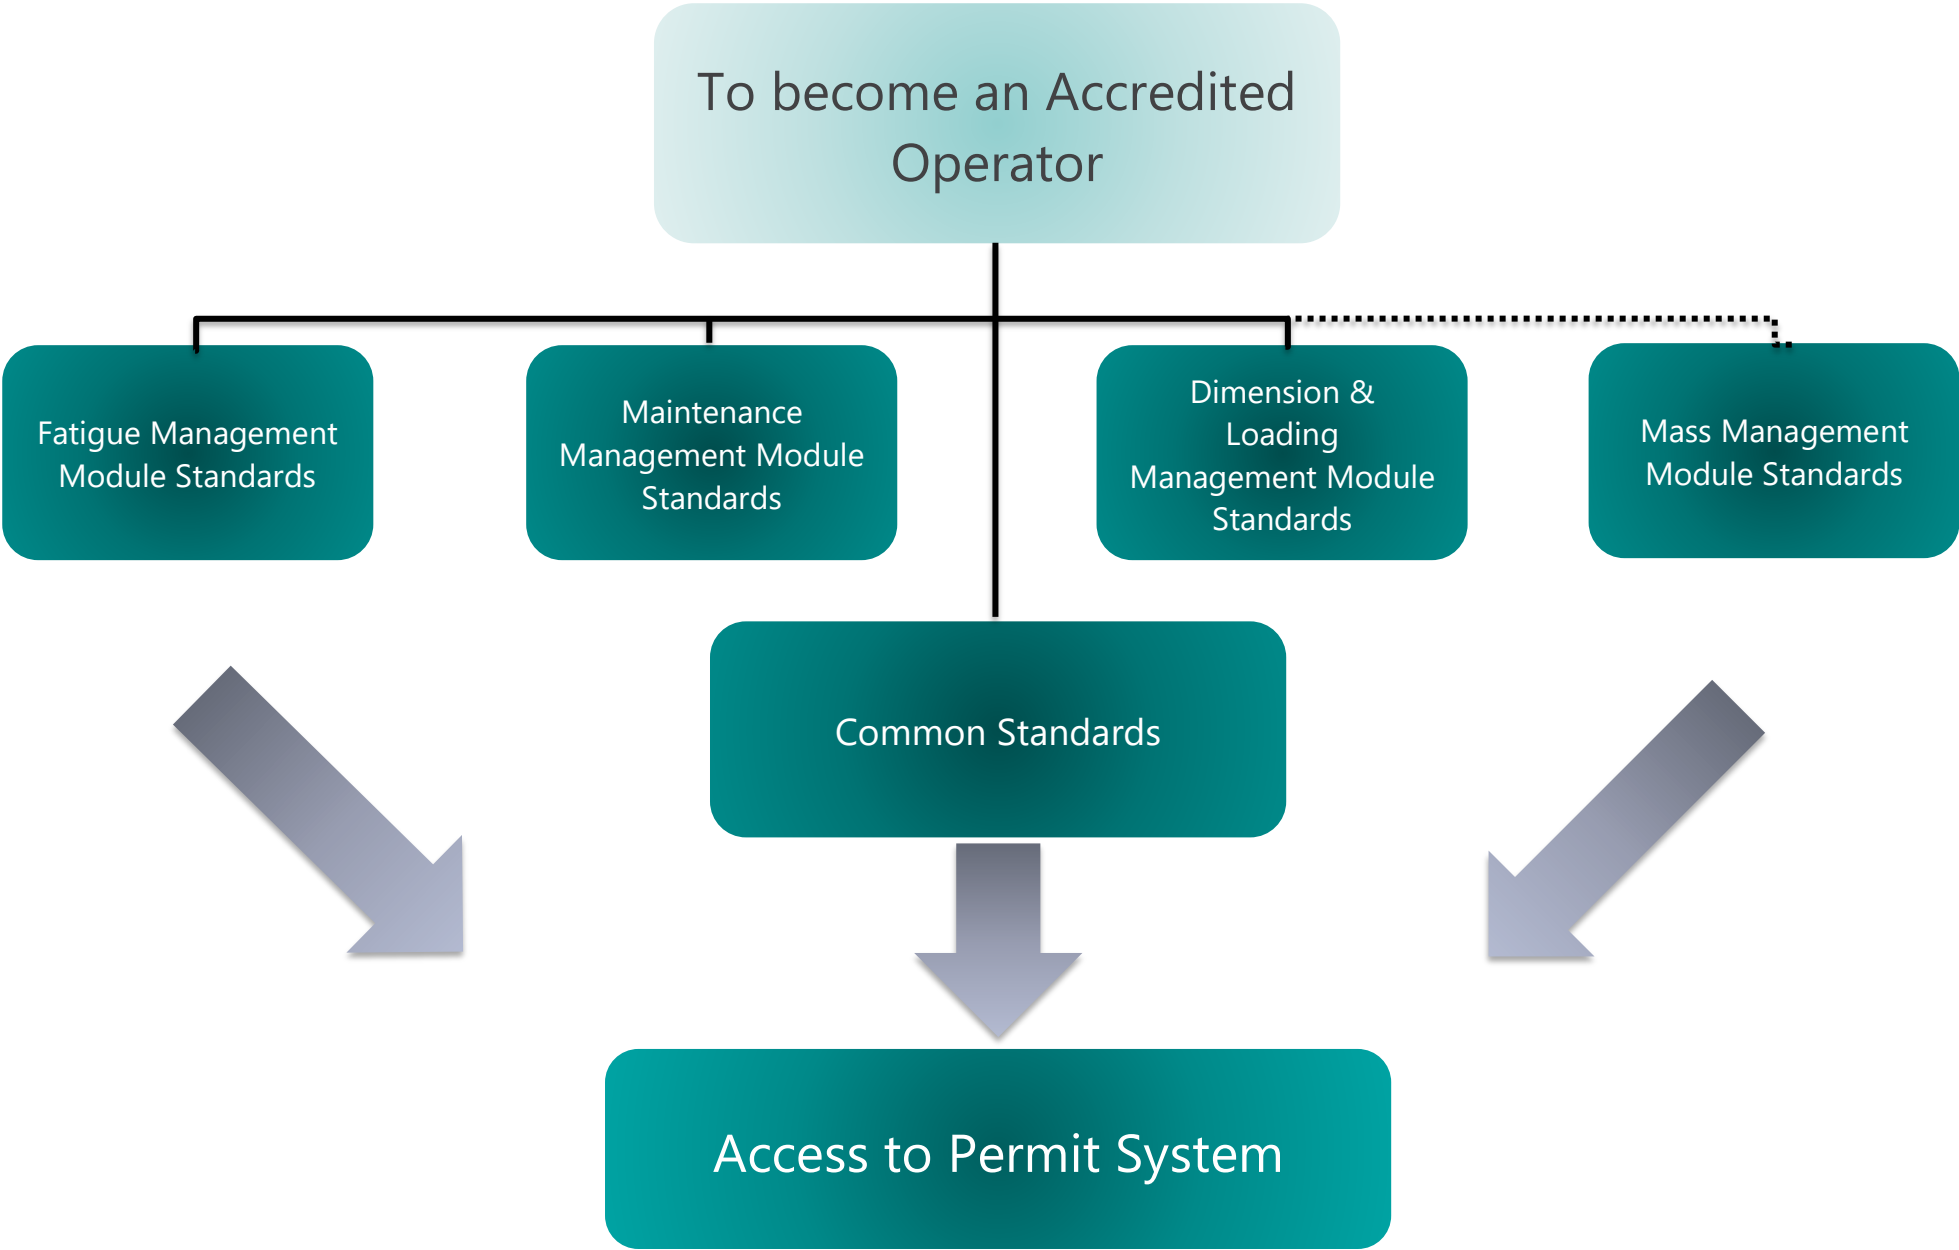 To become an Accredited
Operator
Fatigue Management
Module Standards
Maintenance
Management Module
Standards
Dimension &
Loading
Management Module
Standards
Mass Management
Module Standards
Common Standards
Access to Permit System